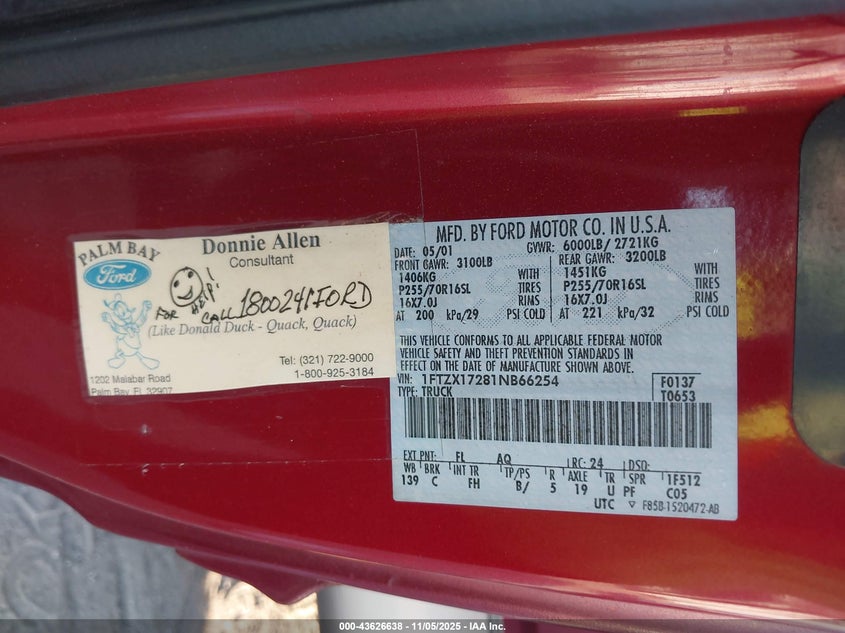 PALM BAY
Ford
Donnie Allen
Consultant
FOR HELP!
CALL 1800241FORD
(Like Donald Duck - Quack, Quack)
Tel: (321) 722-9000
1-800-925-3184
1202 Malabar Road
Palm Bay, FL 32907
MFD. BY FORD MOTOR CO. IN U.S.A.
DATE: 05/01 GVWR: 6000LB/ 2721KG
FRONT GAWR: 3100LB REAR GAWR: 3200LB
1406KG WITH 1451KG WITH
P255/70R16SL TIRES P255/70R16SL TIRES
16X7.0J RIMS 16X7.0J RIMS
AT 200 kPa/29 PSI COLD AT 221 kPa/32 PSI COLD
THIS VEHICLE CONFORMS TO ALL APPLICABLE FEDERAL MOTOR
VEHICLE SAFETY AND THEFT PREVENTION STANDARDS IN
EFFECT ON THE DATE OF MANUFACTURE SHOWN ABOVE.
VIN: 1FTZX17281NB66254 F0137
TYPE: TRUCK T0653
EXT PNT: FL AQ RC: 24 DSO:
WB BRK INT TR TP/PS R AXLE TR SPR 1F512
139 C FH B/ 5 19 U PF C05
UTC ▽ F85B-1520472-AB
000-43626638 - 11/05/2025 - IAAI, Inc.